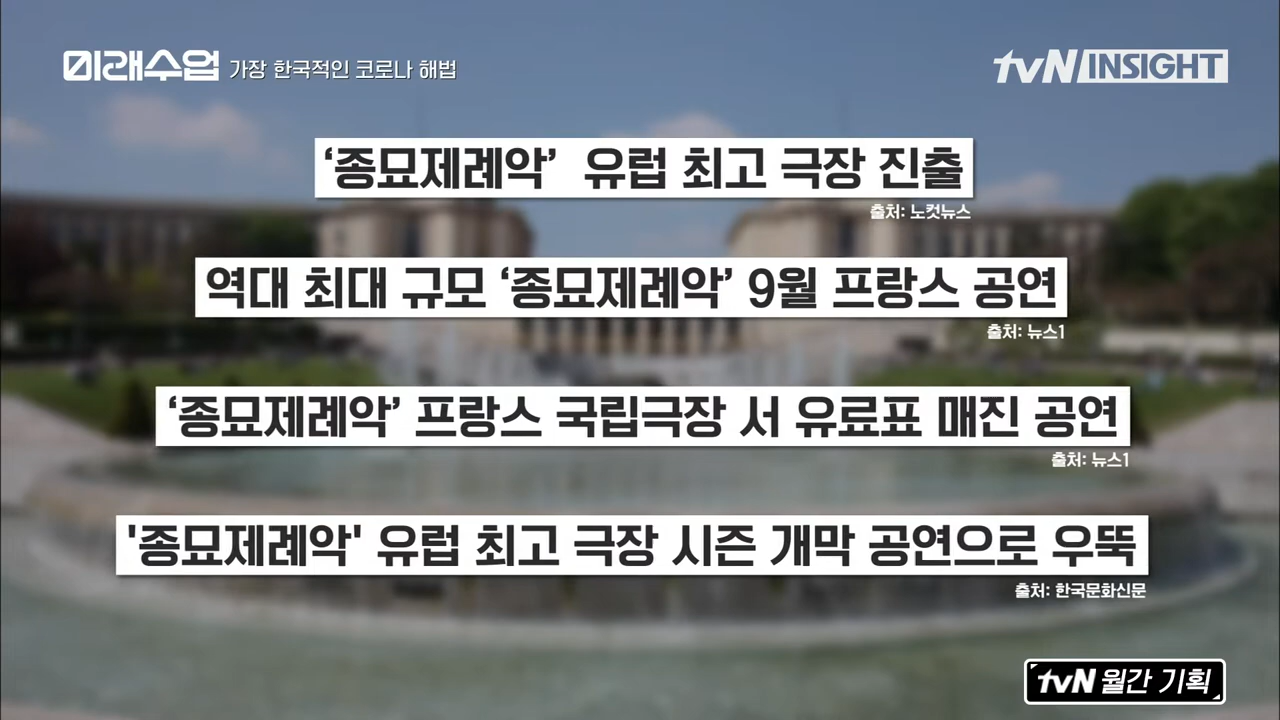 미래수업 가장 한국적인 코로나 해법
tvN INSIGHT
‘종묘제례악’ 유럽 최고 극장 진출
출처: 노컷뉴스
역대 최대 규모 ‘종묘제례악’ 9월 프랑스 공연
출처: 뉴스1
‘종묘제례악’ 프랑스 국립극장 서 유료표 매진 공연
출처: 뉴스1
'종묘제례악' 유럽 최고 극장 시즌 개막 공연으로 우뚝
출처: 한국문화신문
tvN 월간 기획